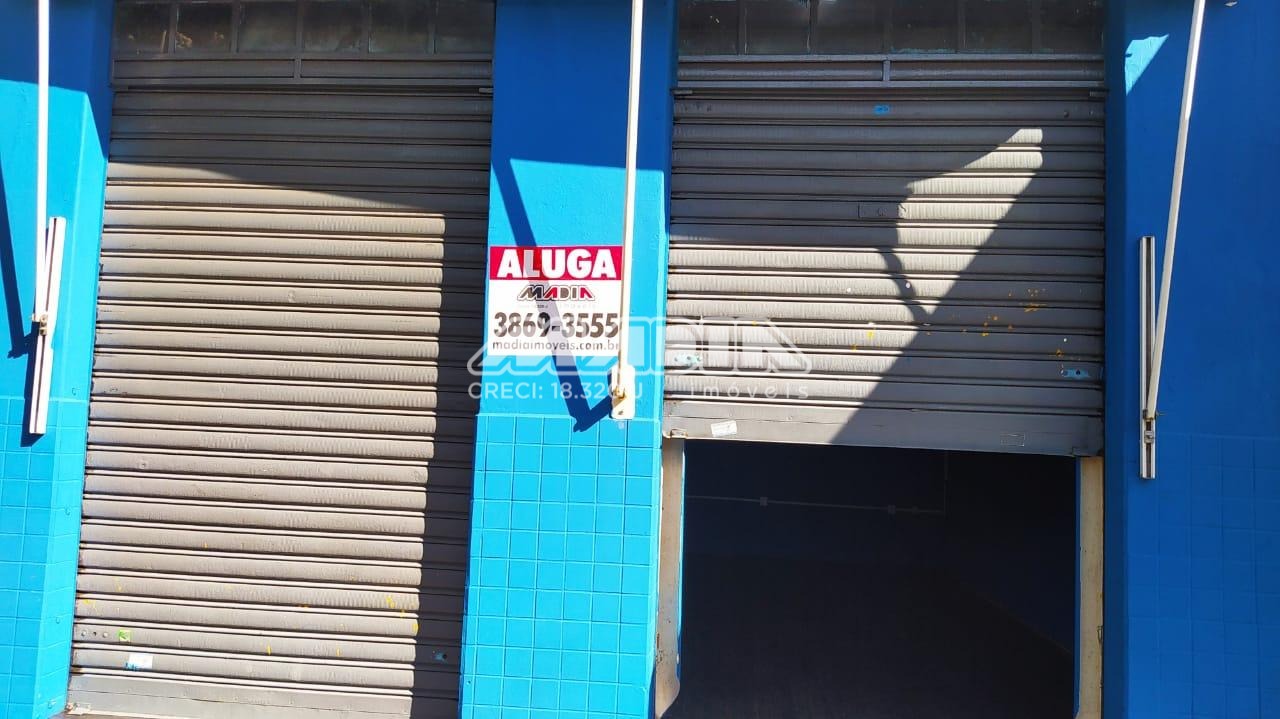 ALUGA
MADIA
3869-3555
madiaimoveis.com.br
MADIA
CRECI: 18.320J imóveis